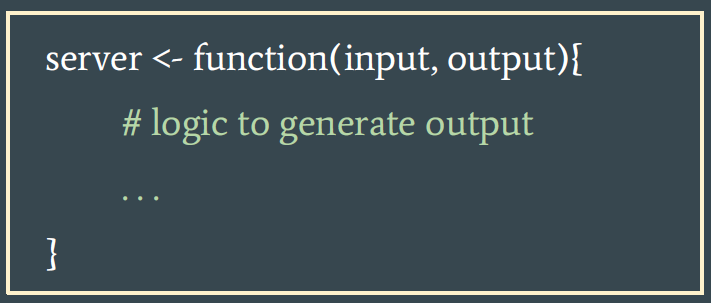 server <- function(input, output){
# logic to generate output
...
}